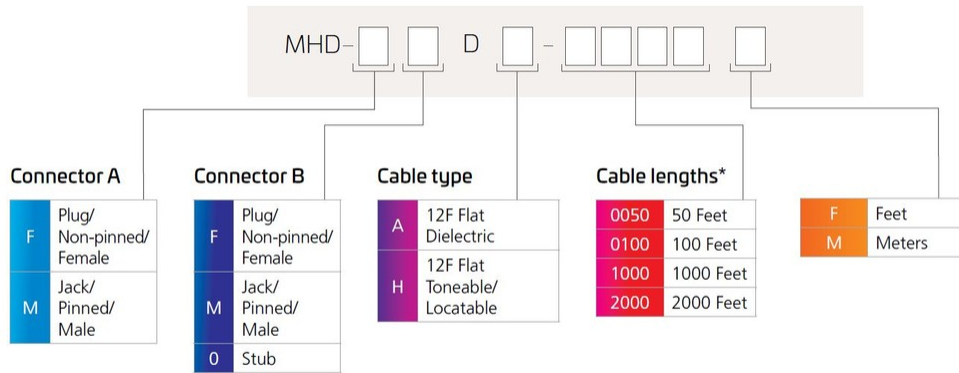 MHD- D -
Connector A
F Plug/
Non-pinned/
Female
M Jack/
Pinned/
Male
Connector B
F Plug/
Non-pinned/
Female
M Jack/
Pinned/
Male
0 Stub
Cable type
A 12F Flat
Dielectric
H 12F Flat
Toneable/
Locatable
Cable lengths*
0050 50 Feet
0100 100 Feet
1000 1000 Feet
2000 2000 Feet
F Feet
M Meters